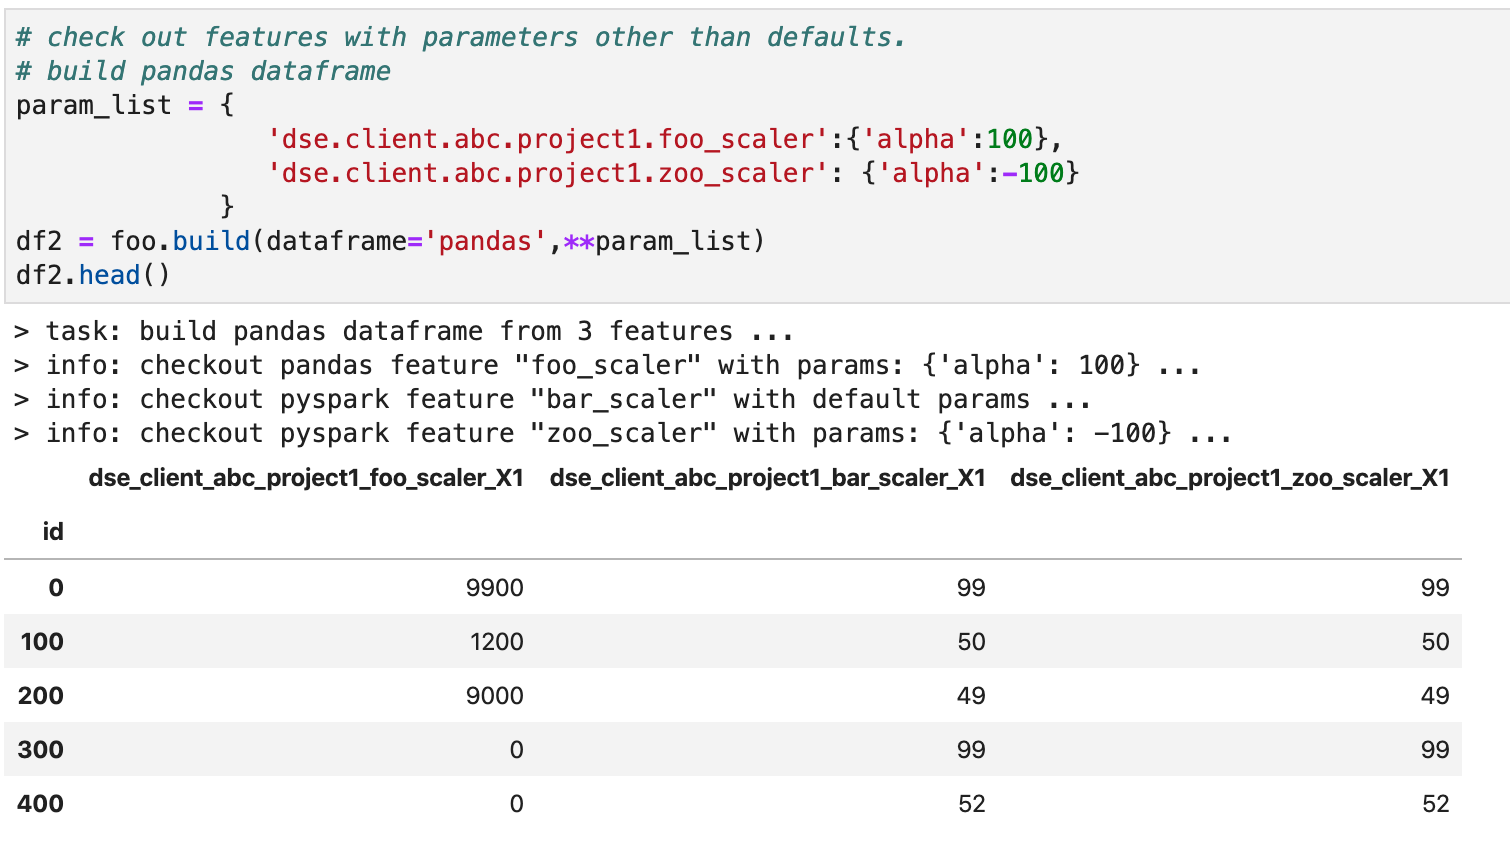 # check out features with parameters other than defaults.
# build pandas dataframe
param_list = {
'dse.client.abc.project1.foo_scaler':{'alpha':100},
'dse.client.abc.project1.zoo_scaler': {'alpha':-100}
}
df2 = foo.build(dataframe='pandas',**param_list)
df2.head()
> task: build pandas dataframe from 3 features ...
> info: checkout pandas feature "foo_scaler" with params: {'alpha': 100} ...
> info: checkout pyspark feature "bar_scaler" with default params ...
> info: checkout pyspark feature "zoo_scaler" with params: {'alpha': -100} ...
dse_client_abc_project1_foo_scaler_X1 dse_client_abc_project1_bar_scaler_X1 dse_client_abc_project1_zoo_scaler_X1
id
0 9900 99 99
100 1200 50 50
200 9000 49 49
300 0 99 99
400 0 52 52